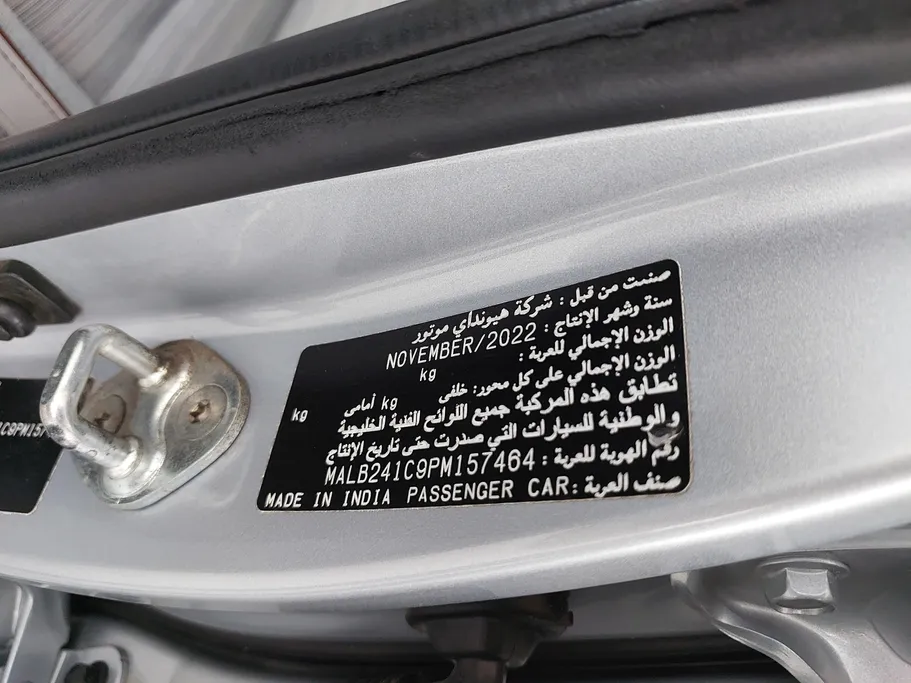 صنعت من قبل : شركة هيونداي موتور
سنة وشهر الإنتاج : NOVEMBER/2022
الوزن الإجمالي للعربة : kg
الوزن الإجمالي على كل محور: خلفى kg أمامى kg
تطابق هذه المركبة جميع اللوائح الفنية الخليجية
والوطنية للسيارات التي صدرت حتى تاريخ الإنتاج
رقم الهوية للعربة : MALB241C9PM157464
صنف العربة : MADE IN INDIA PASSENGER CAR